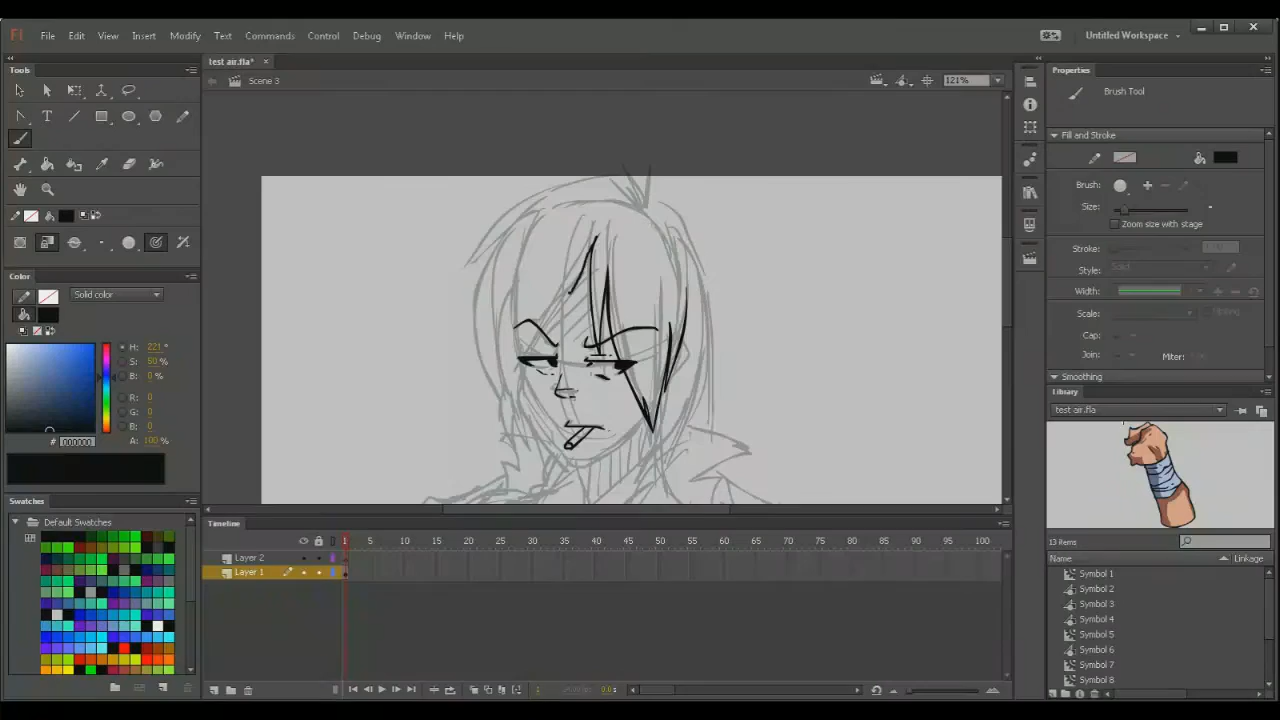 Fl File Edit View Insert Modify Text Commands Control Debug Window Help Untitled Workspace
Tools test air.fla* × Properties
Scene 3 121%
Brush Tool
Fill and Stroke
Brush:
Size:
Zoom size with stage
Stroke:
Style: Solid
Width:
Scale:
Cap:
Join: Miter:
Smoothing
Color
Solid color
H: 221 °
S: 50 %
B: 0 %
R: 0
G: 0
B: 0
# 000000 A: 100 %
Library
test air.fla
Swatches
Default Swatches
Timeline
1 5 10 15 20 25 30 35 40 45 50 55 60 65 70 75 80 85 90 95 100
Layer 2
Layer 1
13 items
Name Linkage
Symbol 1
Symbol 2
Symbol 3
Symbol 4
Symbol 5
Symbol 6
Symbol 7
Symbol 8